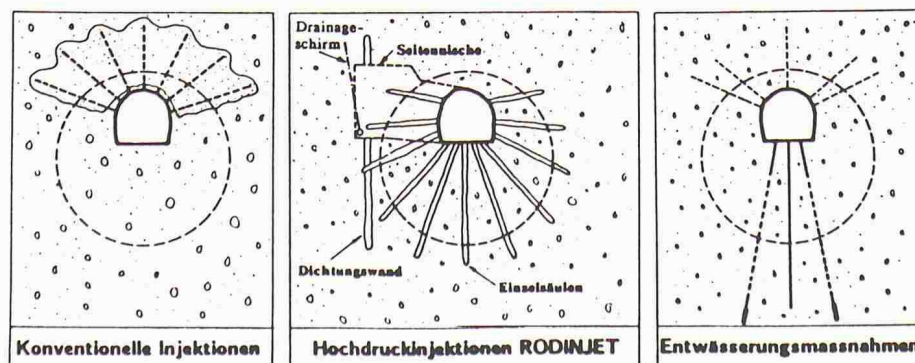 Drainage-
schirm
Seitennische
Dichtungswand
Einzelsäulen
Konventionelle Injektionen
Hochdruckinjektionen RODINJET
Entwässerungsmassnahmen